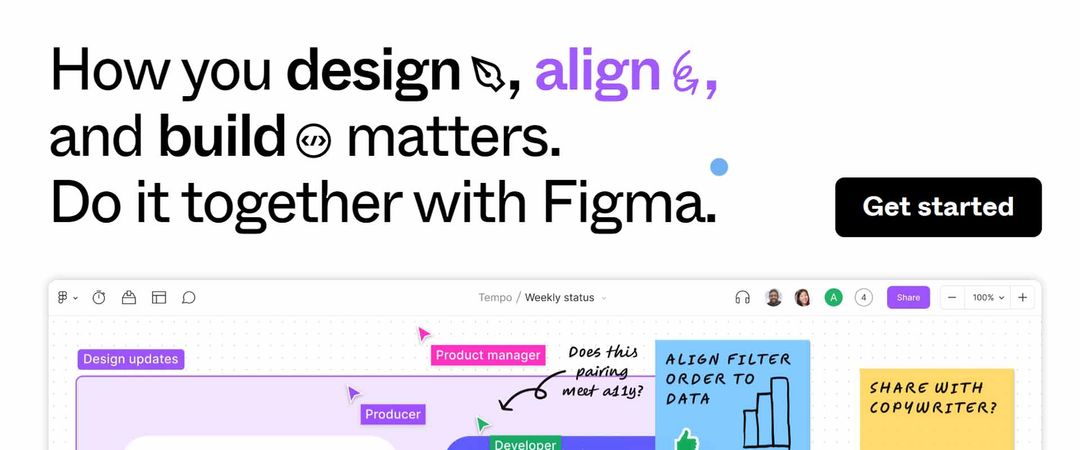 How you design, align,
and build matters.
Do it together with Figma.
Get started
Tempo / Weekly status
A
4
Share
100%
Design updates
Product manager
Producer
Developer
Does this
pairing
meet a11y?
ALIGN FILTER
ORDER TO
DATA
SHARE WITH
COPYWRITER?